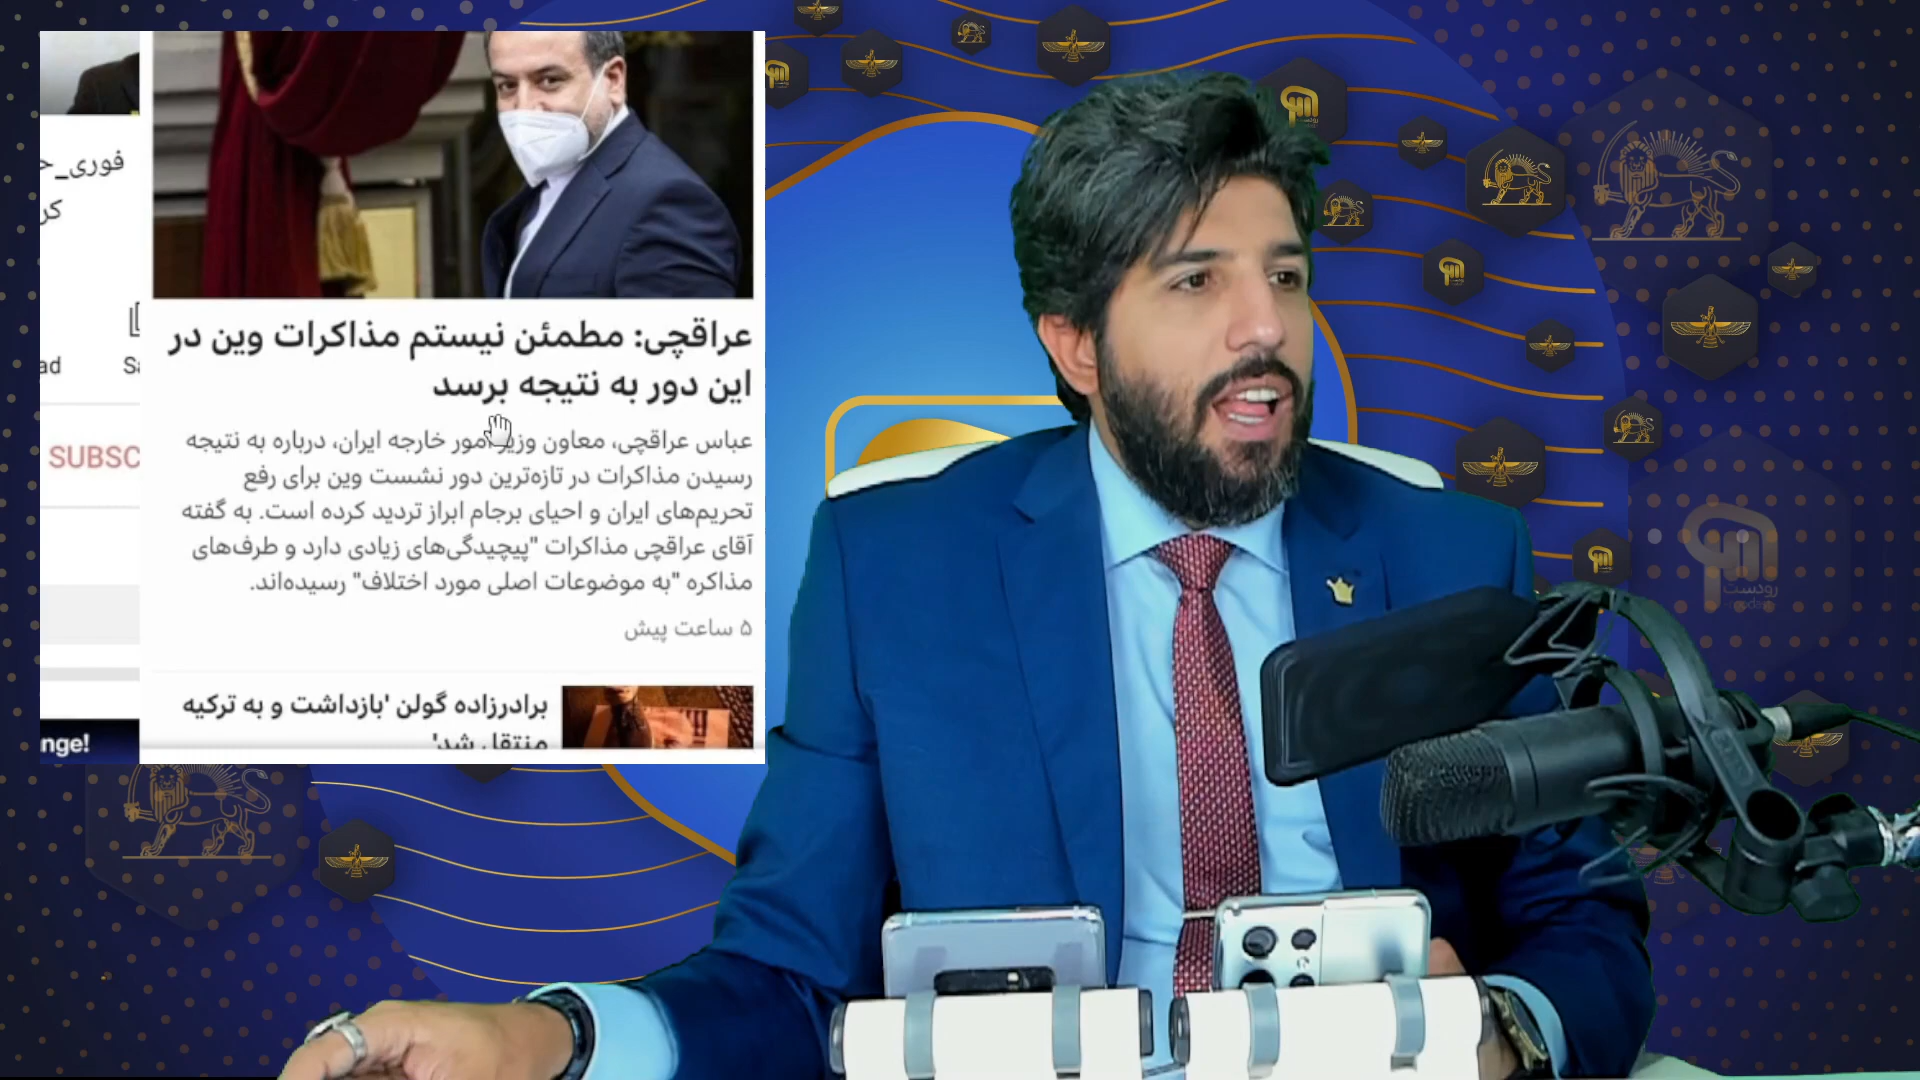 فوری_ح
کر
ad
Sa
SUBSC
nge!
عراقچی: مطمئن نیستم مذاکرات وین در
این دور به نتیجه برسد
عباس عراقچی، معاون وزیر امور خارجه ایران، درباره به نتیجه
رسیدن مذاکرات در تازه‌ترین دور نشست وین برای رفع
تحریم‌های ایران و احیای برجام ابراز تردید کرده است. به گفته
آقای عراقچی مذاکرات "پیچیدگی‌های زیادی دارد و طرف‌های
مذاکره "به موضوعات اصلی مورد اختلاف" رسیده‌اند.
۵ ساعت پیش
برادرزاده گولن 'بازداشت و به ترکیه
منتقل شد'
رودست